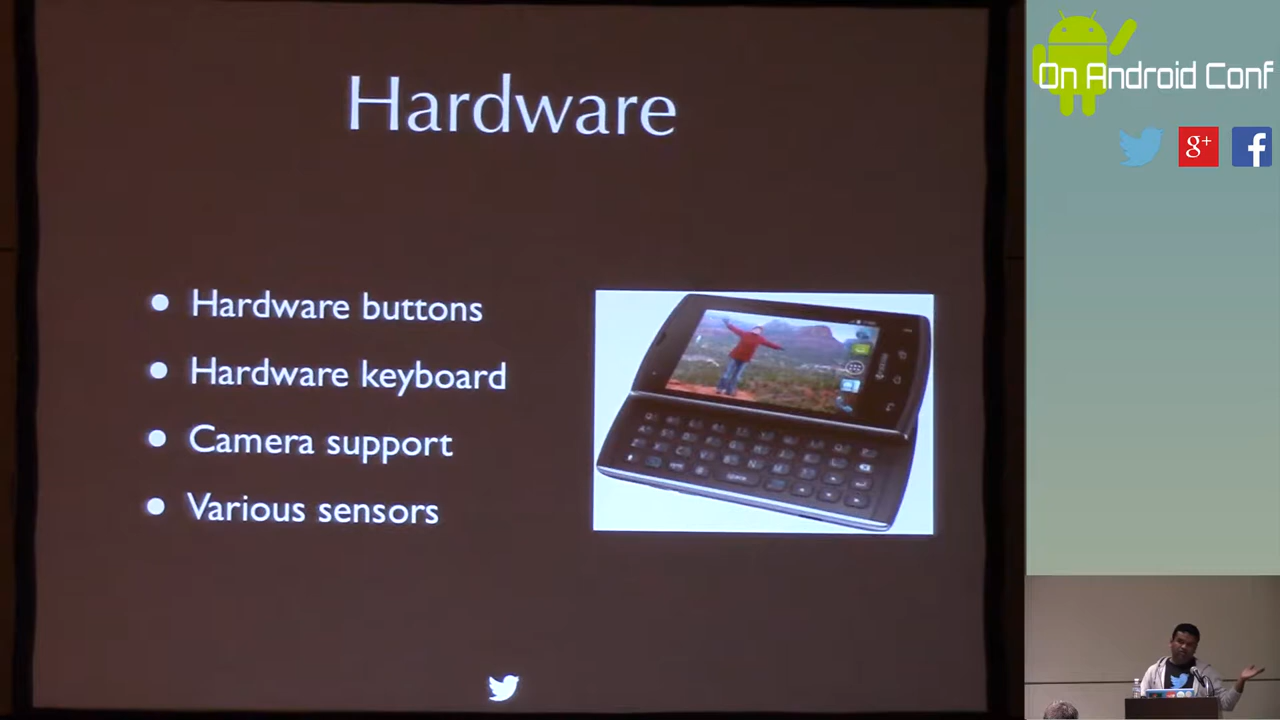 Hardware
Hardware buttons
Hardware keyboard
Camera support
Various sensors
On Android Conf
g+
f